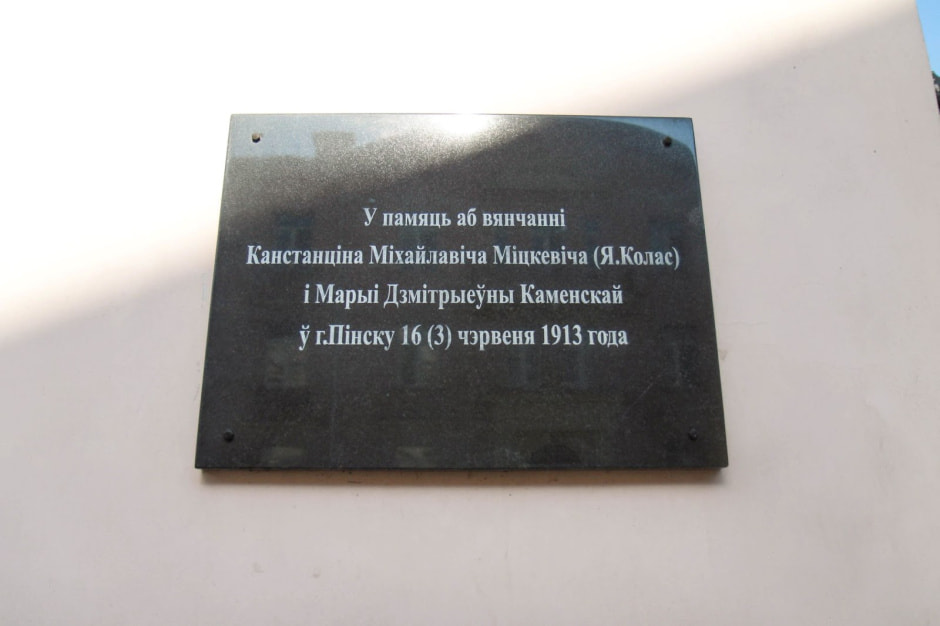 У памяць аб вянчанні
Канстанціна Міхайлавіча Міцкевіча (Я.Колас)
і Марыі Дзмітрыеўны Каменскай
ў г.Пінску 16 (3) чэрвеня 1913 года